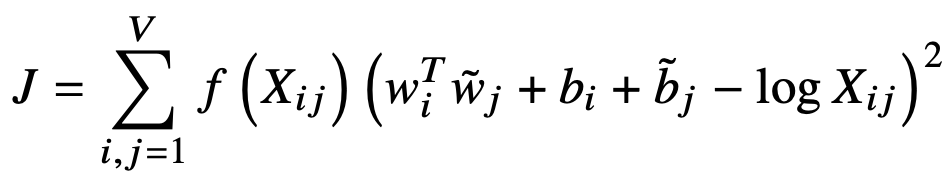 J = \sum_{i,j=1}^{V} f\left(X_{ij}\right) \left(w_i^T \tilde{w}_j + b_i + \tilde{b}_j - \log X_{ij}\right)^2